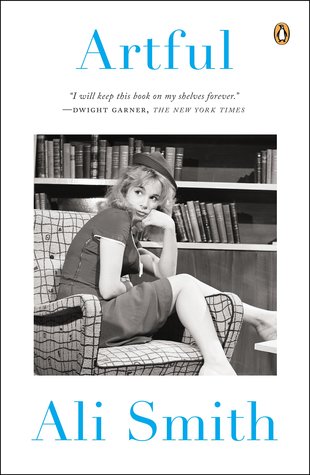 Artful
"I will keep this book on my shelves forever."
—DWIGHT GARNER, THE NEW YORK TIMES
Ali Smith